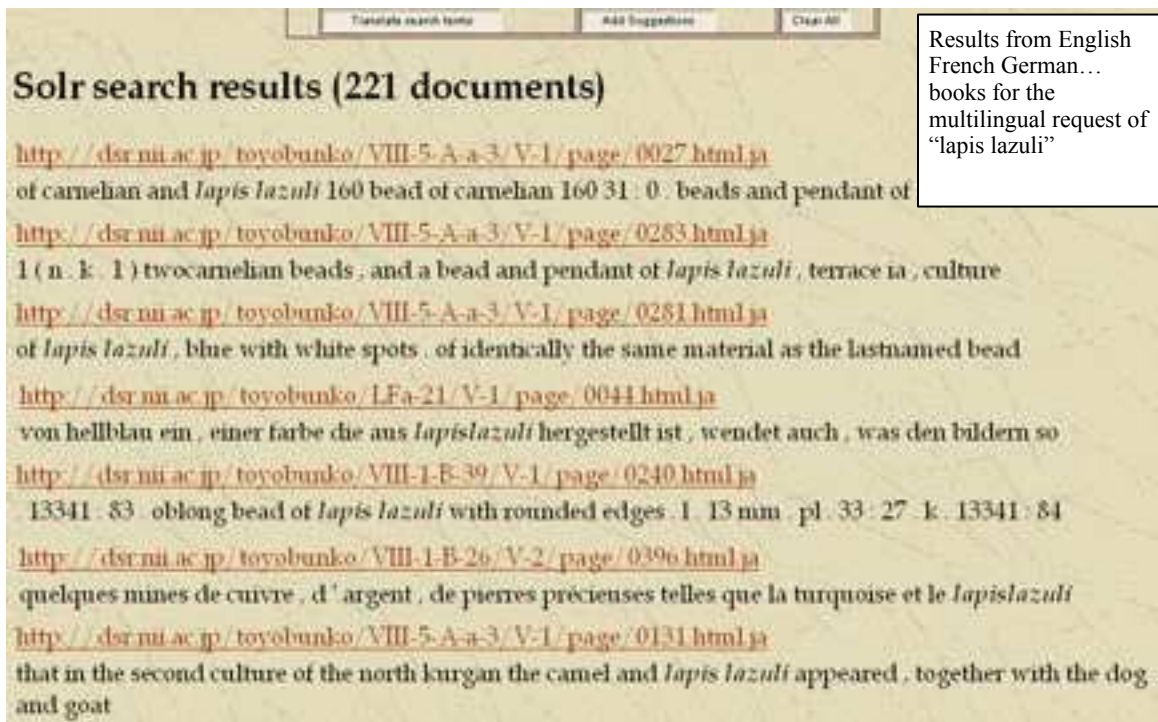 Translate search terms
Add Suggestions
Clear All
Results from English
French German…
books for the
multilingual request of
“lapis lazuli”
Solr search results (221 documents)
http://dsr.nii.ac.jp/toyobunko/VIII-5-A-a-3/V-1/page/0027.html.ja
of carnelian and lapis lazuli 160 bead of carnelian 160 31 : 0 . beads and pendant of
http://dsr.nii.ac.jp/toyobunko/VIII-5-A-a-3/V-1/page/0283.html.ja
1 ( n . k . 1 ) twocarnelian beads , and a bead and pendant of lapis lazuli , terrace ia , culture
http://dsr.nii.ac.jp/toyobunko/VIII-5-A-a-3/V-1/page/0281.html.ja
of lapis lazuli , blue with white spots . of identically the same material as the lastnamed bead
http://dsr.nii.ac.jp/toyobunko/LFa-21/V-1/page/0044.html.ja
von hellblau ein , einer farbe die aus lapislazuli hergestellt ist , wendet auch , was den bildern so
http://dsr.nii.ac.jp/toyobunko/VIII-1-B-39/V-1/page/0240.html.ja
. 13341 : 83 . oblong bead of lapis lazuli with rounded edges . l . 13 mm . pl . 33 : 27 . k . 13341 : 84
http://dsr.nii.ac.jp/toyobunko/VIII-1-B-26/V-2/page/0396.html.ja
quelques mines de cuivre , d ' argent , de pierres précienses telles que la turquoise et le lapislazuli
http://dsr.nii.ac.jp/toyobunko/VIII-5-A-a-3/V-1/page/0131.html.ja
that in the second culture of the north kurgan the camel and lapis lazuli appeared , together with the dog
and goat